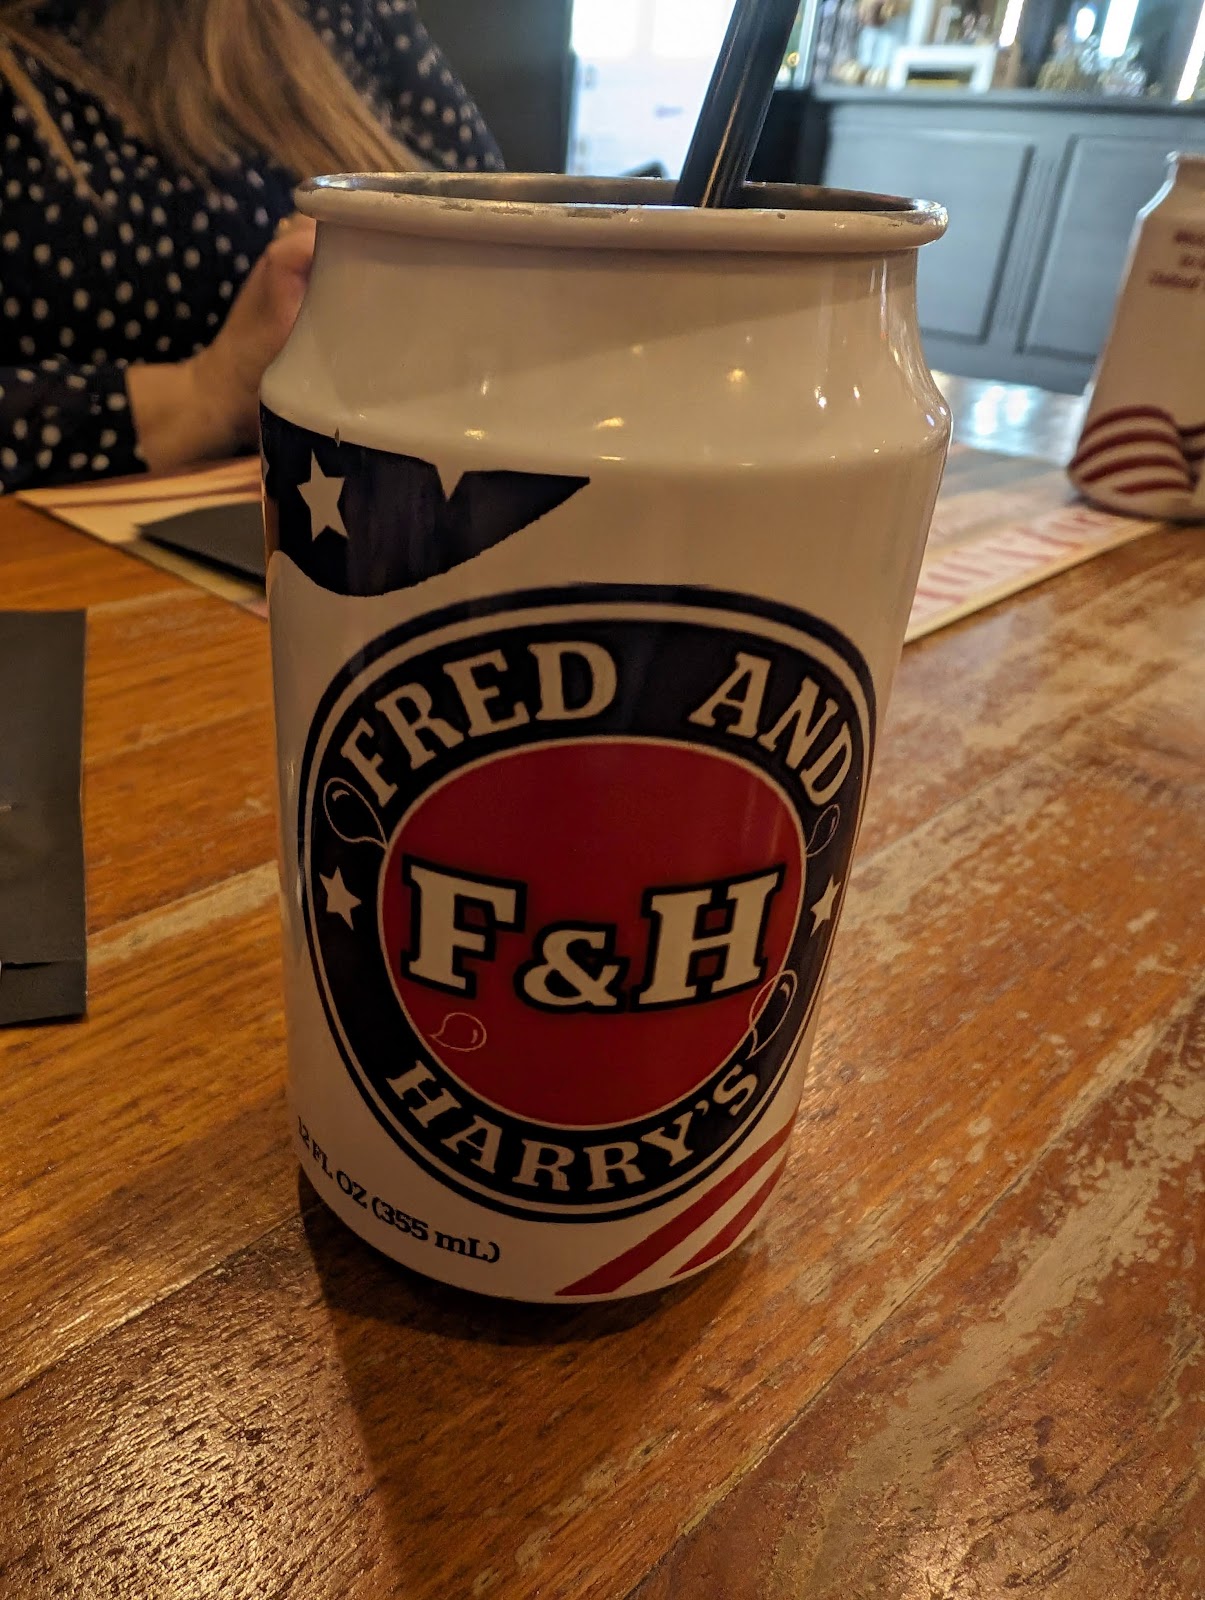 FRED AND
F&H
HARRY'S
12 FL OZ (355 mL)